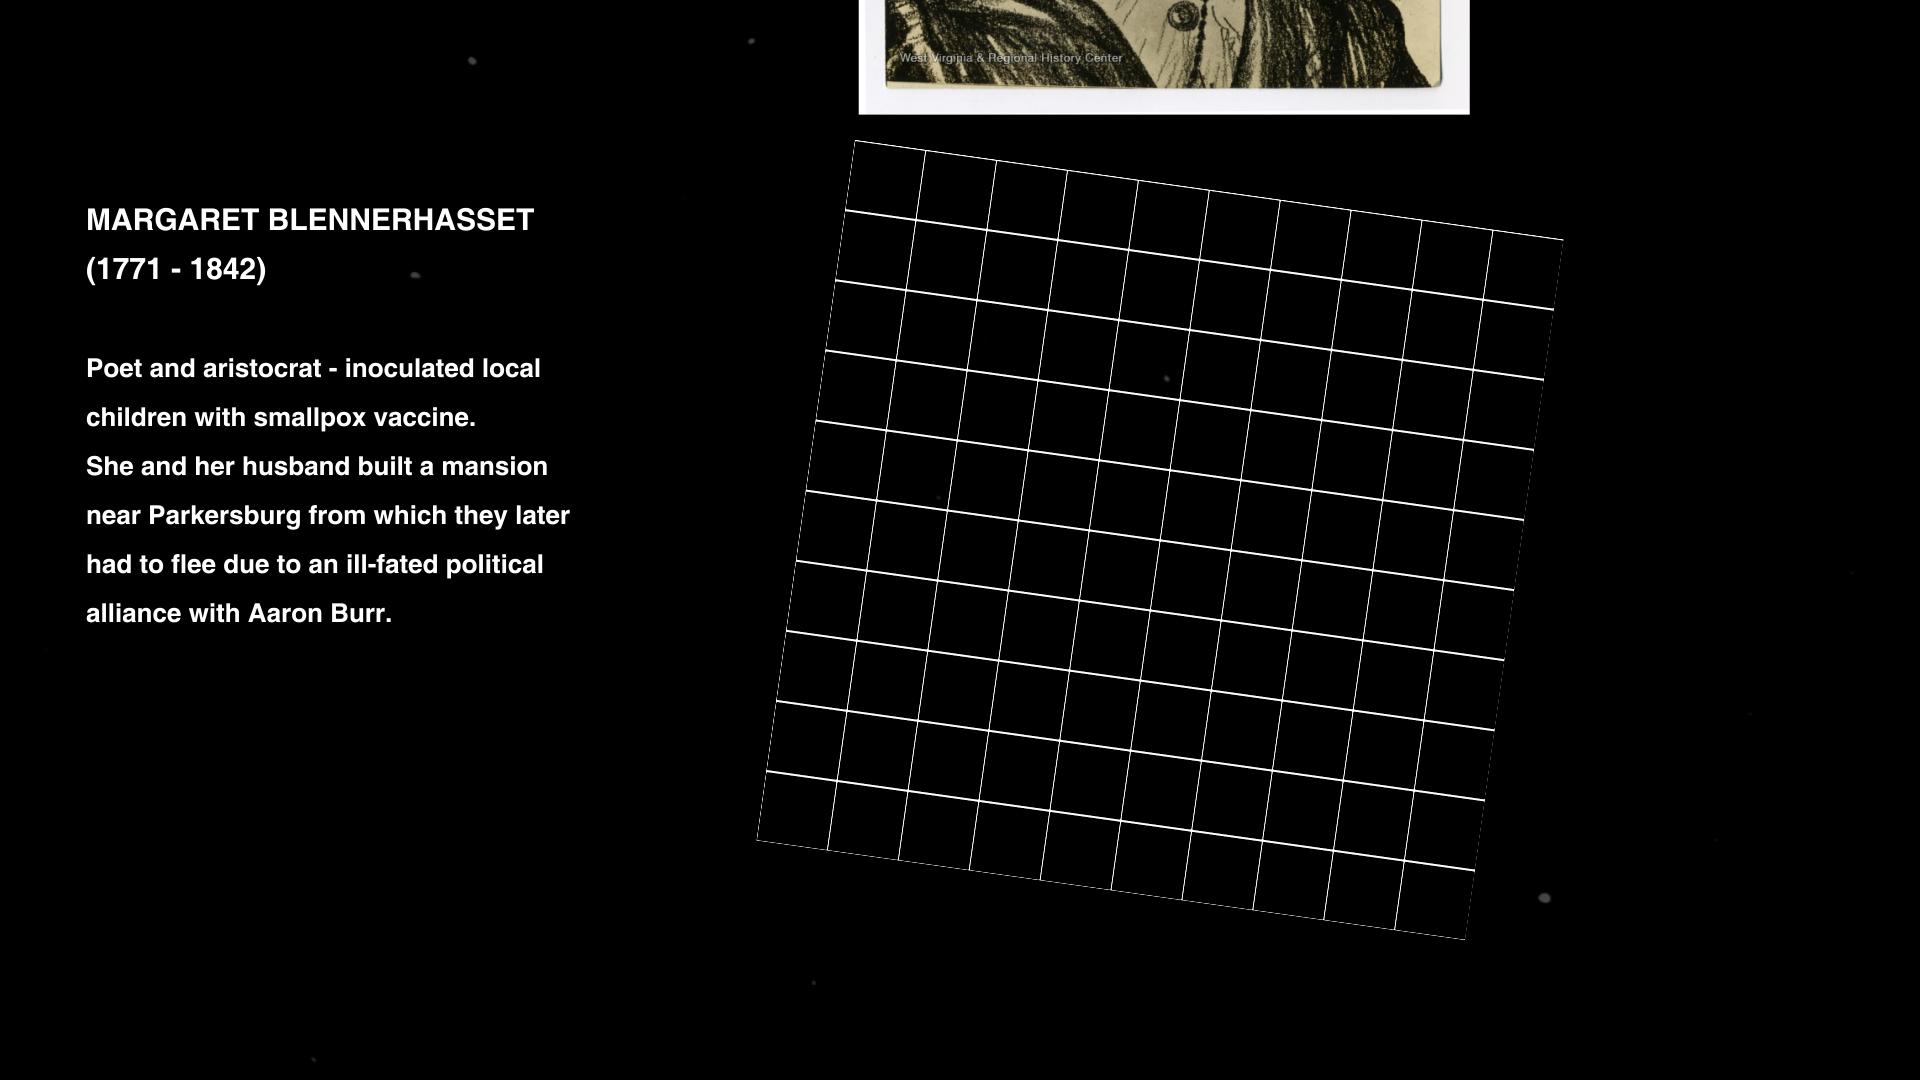 West Virginia & Regional History Center
MARGARET BLENNERHASSET
(1771 - 1842)
Poet and aristocrat - inoculated local
children with smallpox vaccine.
She and her husband built a mansion
near Parkersburg from which they later
had to flee due to an ill-fated political
alliance with Aaron Burr.